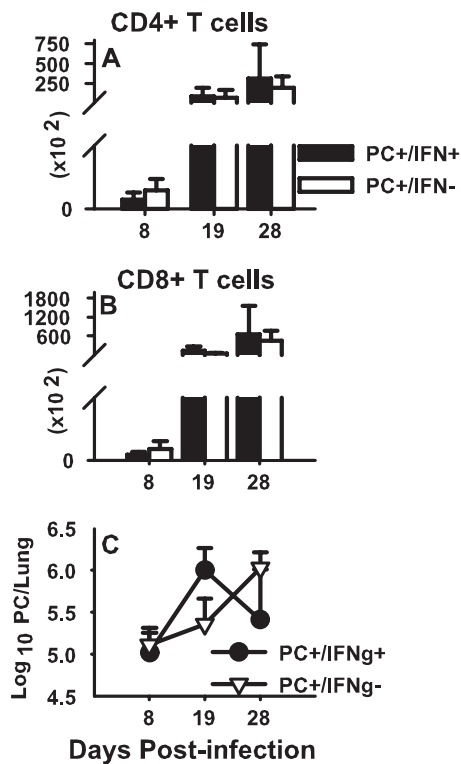 CD4+ T cells
A
750
500
250
(x10 2)
0
PC+/IFN+
PC+/IFN-
8 19 28
CD8+ T cells
B
1800
1200
600
(x10 2)
0
8 19 28
C
Log 10 PC/Lung
6.5
6.0
5.5
5.0
4.5
PC+/IFNg+
PC+/IFNg-
8 19 28
Days Post-infection